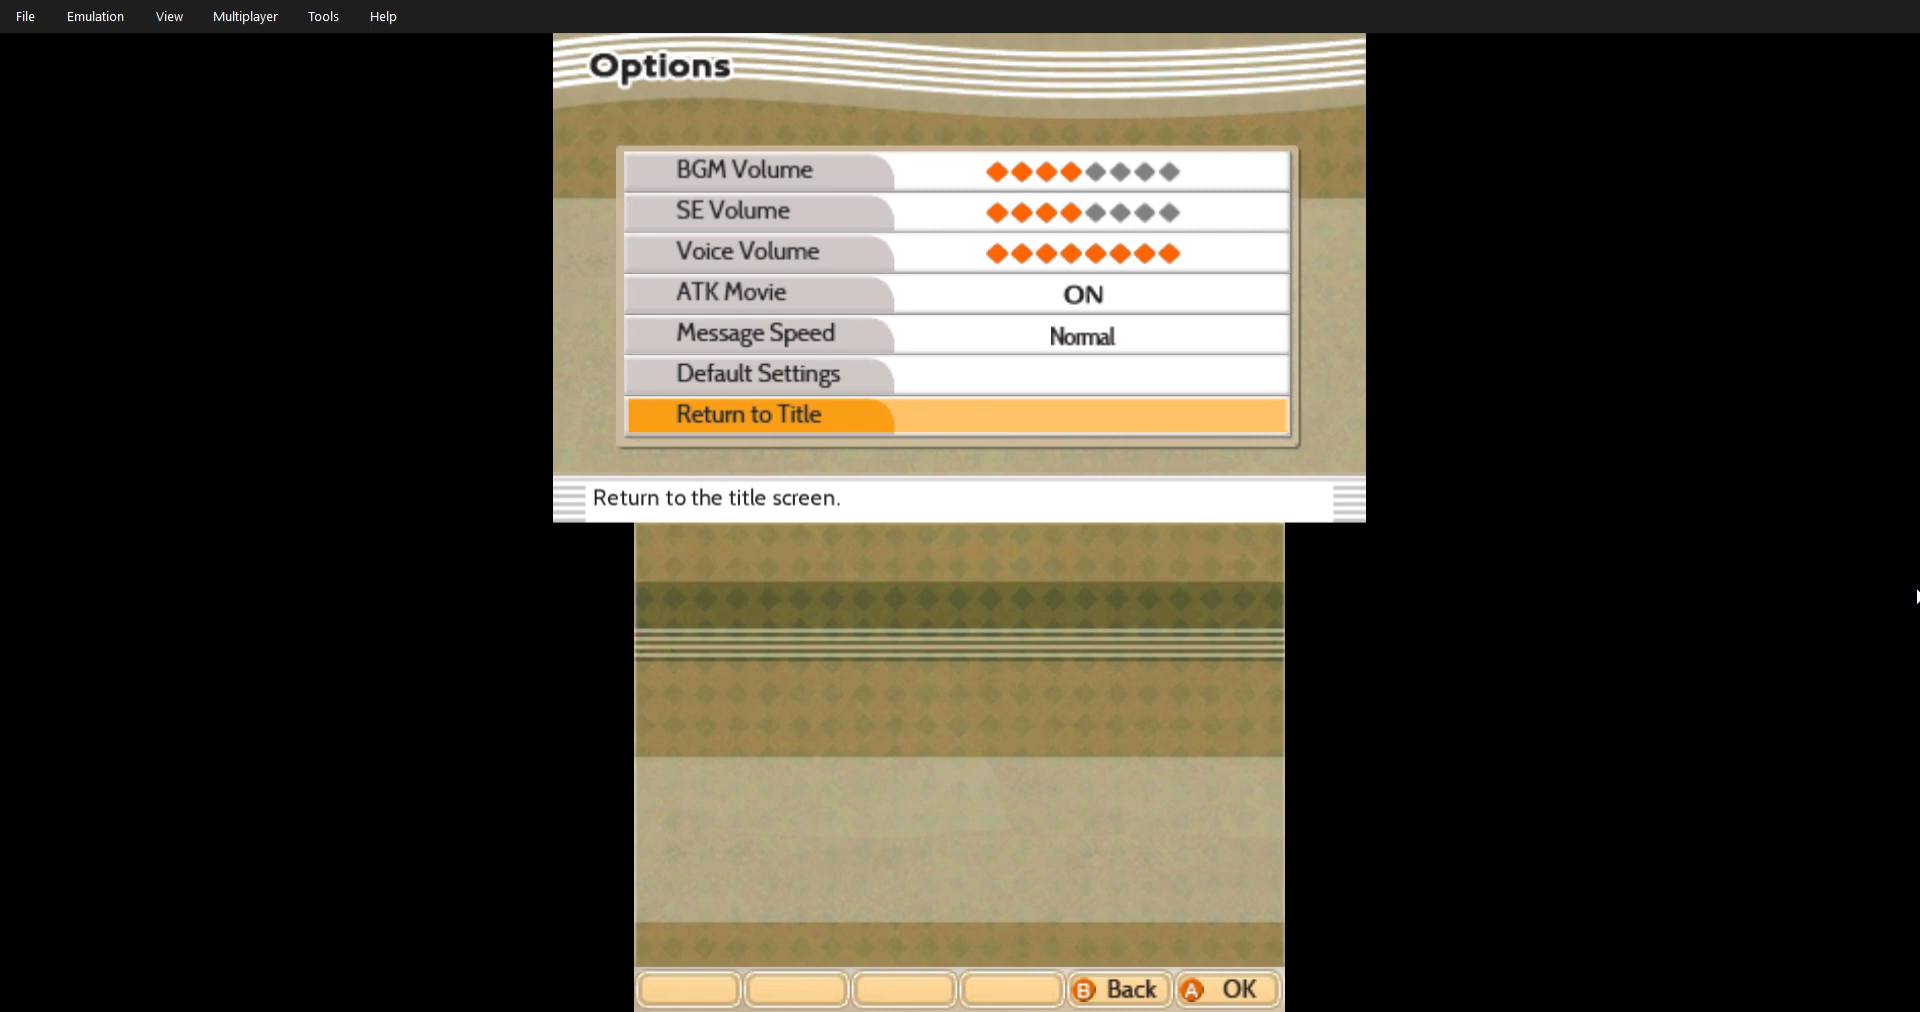 File Emulation View Multiplayer Tools Help
Options
BGM Volume
SE Volume
Voice Volume
ATK Movie ON
Message Speed Normal
Default Settings
Return to Title
Return to the title screen.
B Back A OK